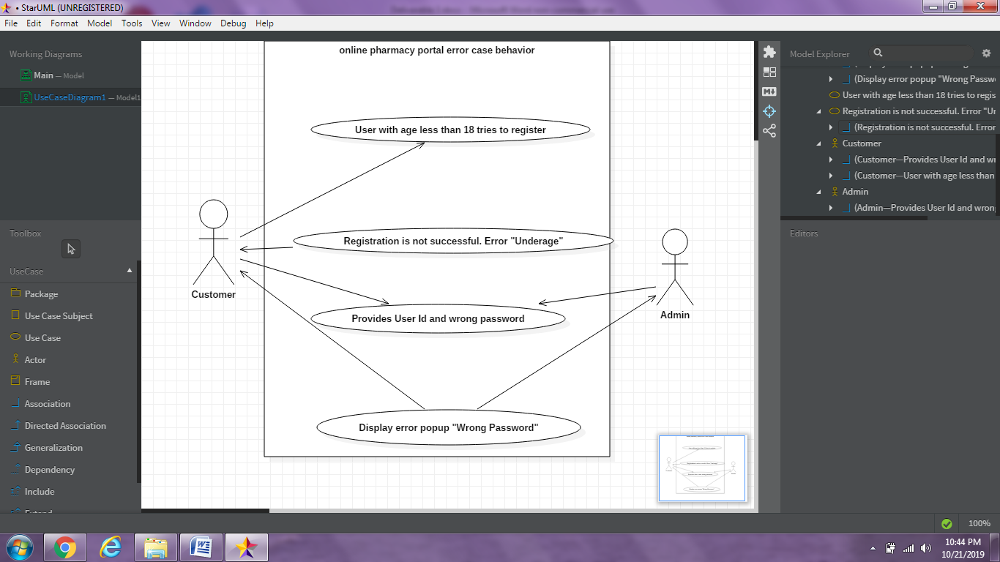 • StarUML (UNREGISTERED)
File Edit Format Model Tools View Window Debug Help
Working Diagrams
Main — Model
UseCaseDiagram1 — Model1
Toolbox
UseCase
Package
Use Case Subject
Use Case
Actor
Frame
Association
Directed Association
Generalization
Dependency
Include
Extend
online pharmacy portal error case behavior
User with age less than 18 tries to register
Registration is not successful. Error "Underage"
Provides User Id and wrong password
Display error popup "Wrong Password"
Customer
Admin
M
Model Explorer
(Display error popup "Wrong Passw
User with age less than 18 tries to regis
Registration is not successful. Error "Ur
(Registration is not successful. Error
Customer
(Customer—Provides User Id and wr
(Customer—User with age less than
Admin
(Admin—Provides User Id and wrong
Editors
100%
10:44 PM
10/21/2019